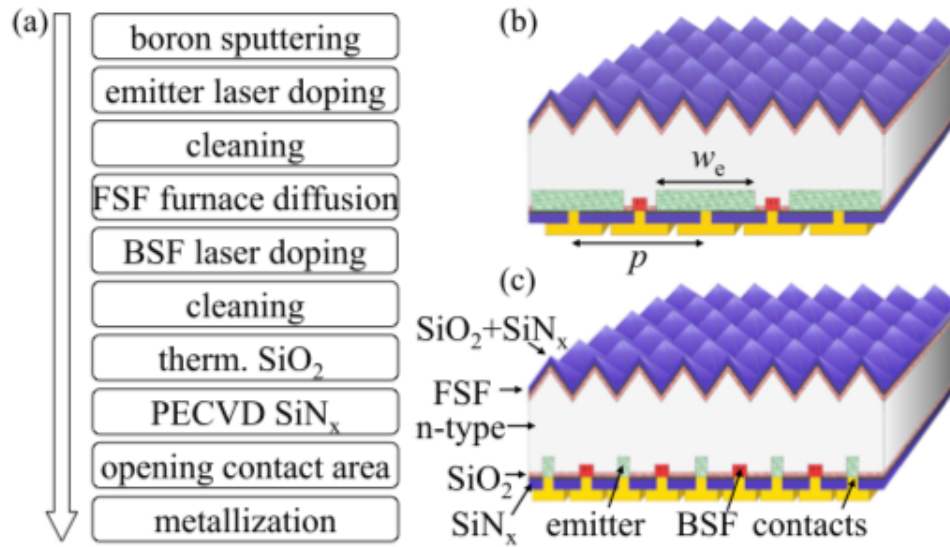 (a)
boron sputtering
emitter laser doping
cleaning
FSF furnace diffusion
BSF laser doping
cleaning
therm. SiO₂
PECVD SiNₓ
opening contact area
metallization
(b)
wₑ
p
(c)
SiO₂+SiNₓ
FSF
n-type
SiO₂
SiNₓ emitter BSF contacts